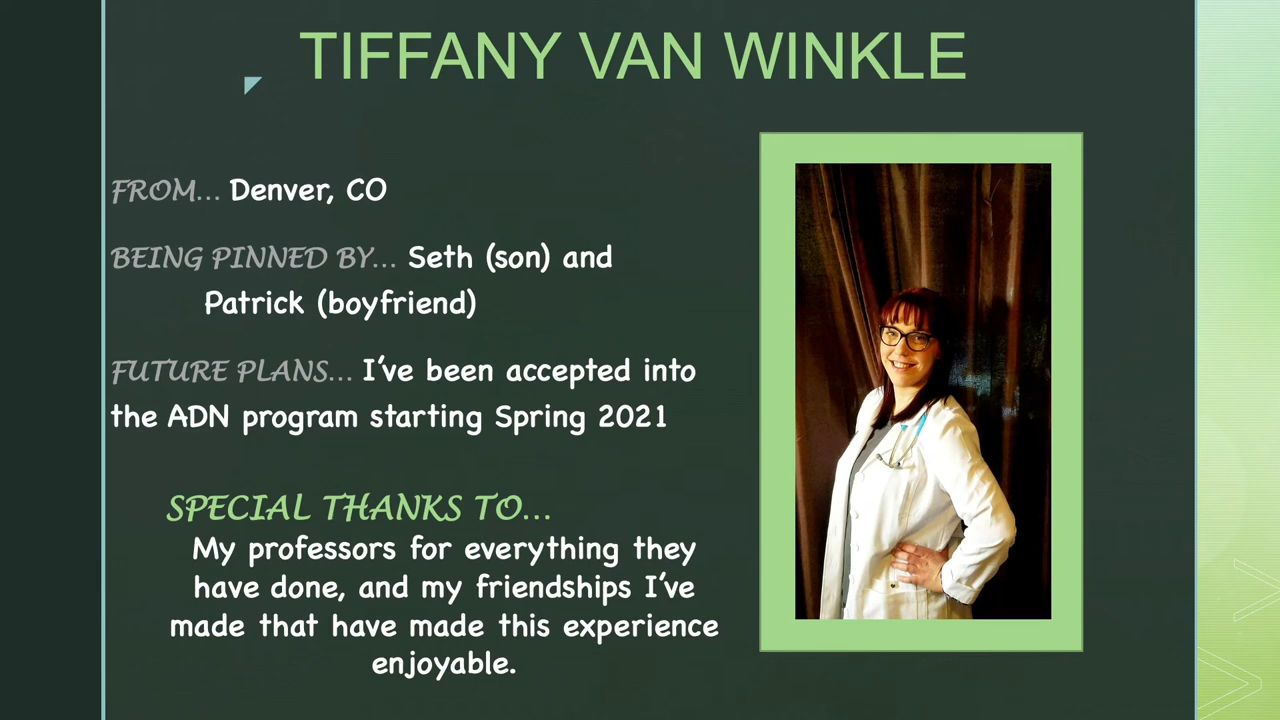 TIFFANY VAN WINKLE
FROM... Denver, CO
BEING PINNED BY... Seth (son) and
Patrick (boyfriend)
FUTURE PLANS... I've been accepted into
the ADN program starting Spring 2021
SPECIAL THANKS TO...
My professors for everything they
have done, and my friendships I've
made that have made this experience
enjoyable.